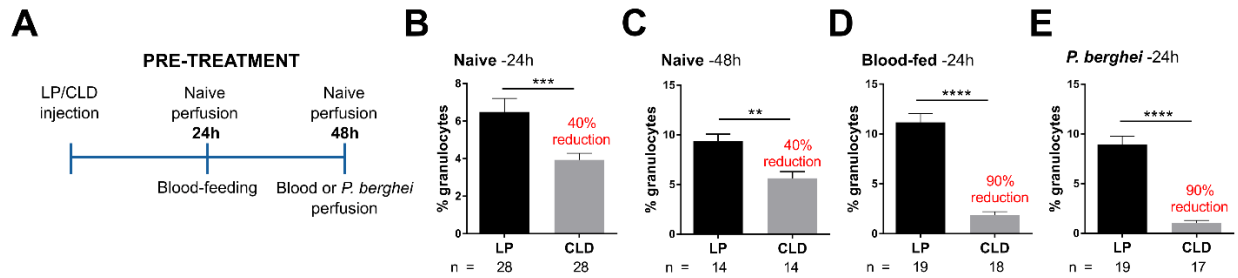 A
PRE-TREATMENT
LP/CLD
injection
Naive
perfusion
24h
Naive
perfusion
48h
Blood-feeding
Blood or P. berghei
perfusion
B
Naive -24h
***
40%
reduction
% granulocytes
8
6
4
2
0
LP
CLD
n = 28 28
C
Naive -48h
**
40%
reduction
% granulocytes
15
10
5
0
LP
CLD
n = 14 14
D
Blood-fed -24h
****
90%
reduction
% granulocytes
15
10
5
0
LP
CLD
n = 19 18
E
P. berghei -24h
****
90%
reduction
% granulocytes
15
10
5
0
LP
CLD
n = 19 17